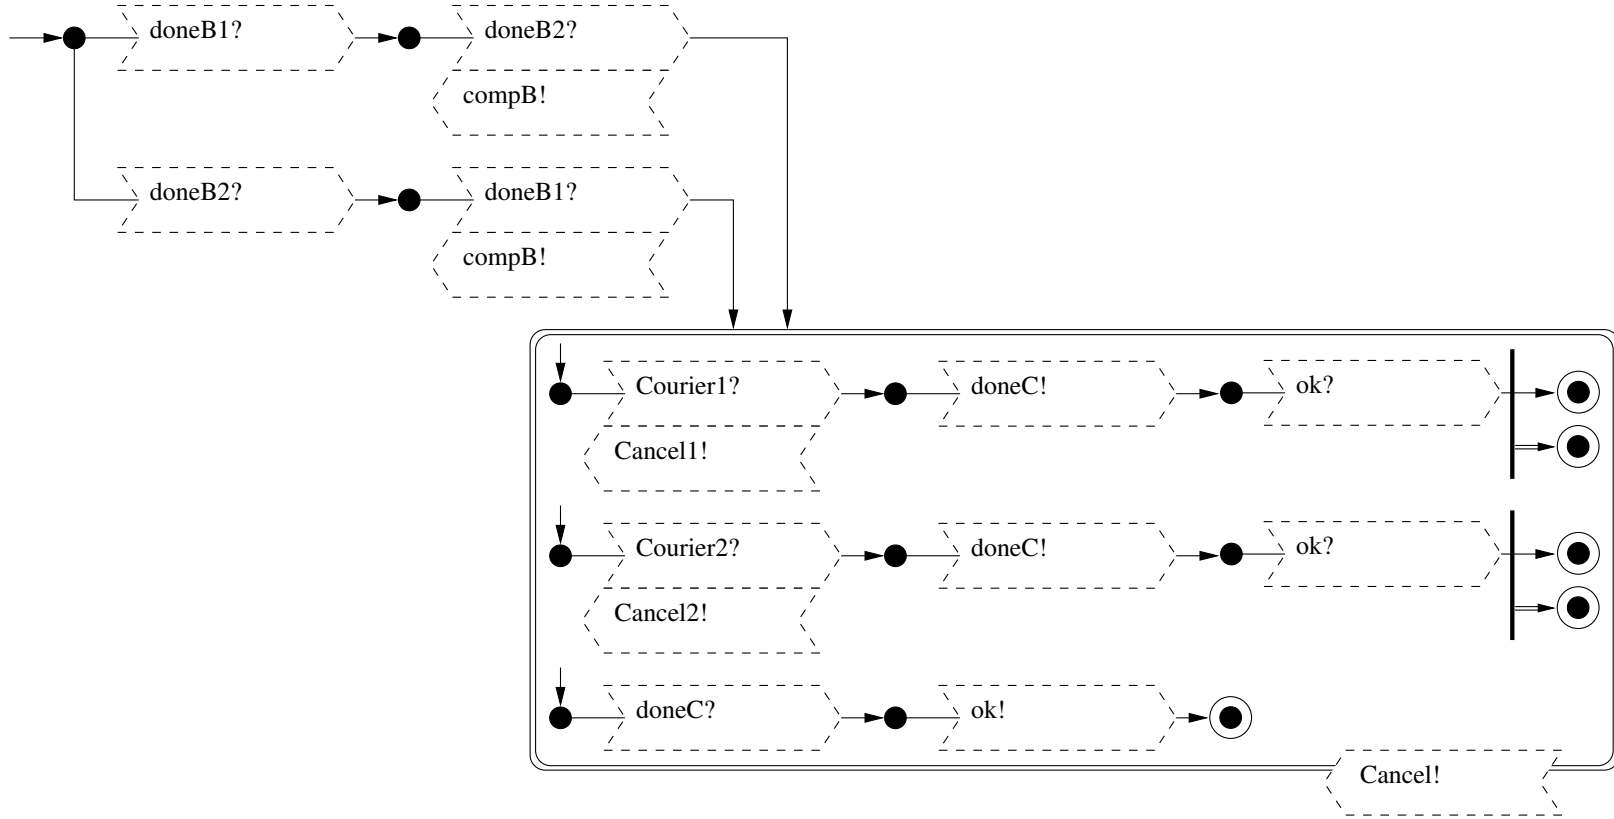 doneB1?
doneB2?
compB!
doneB2?
doneB1?
compB!
Courier1?
doneC!
ok?
Cancel1!
Courier2?
doneC!
ok?
Cancel2!
doneC?
ok!
Cancel!